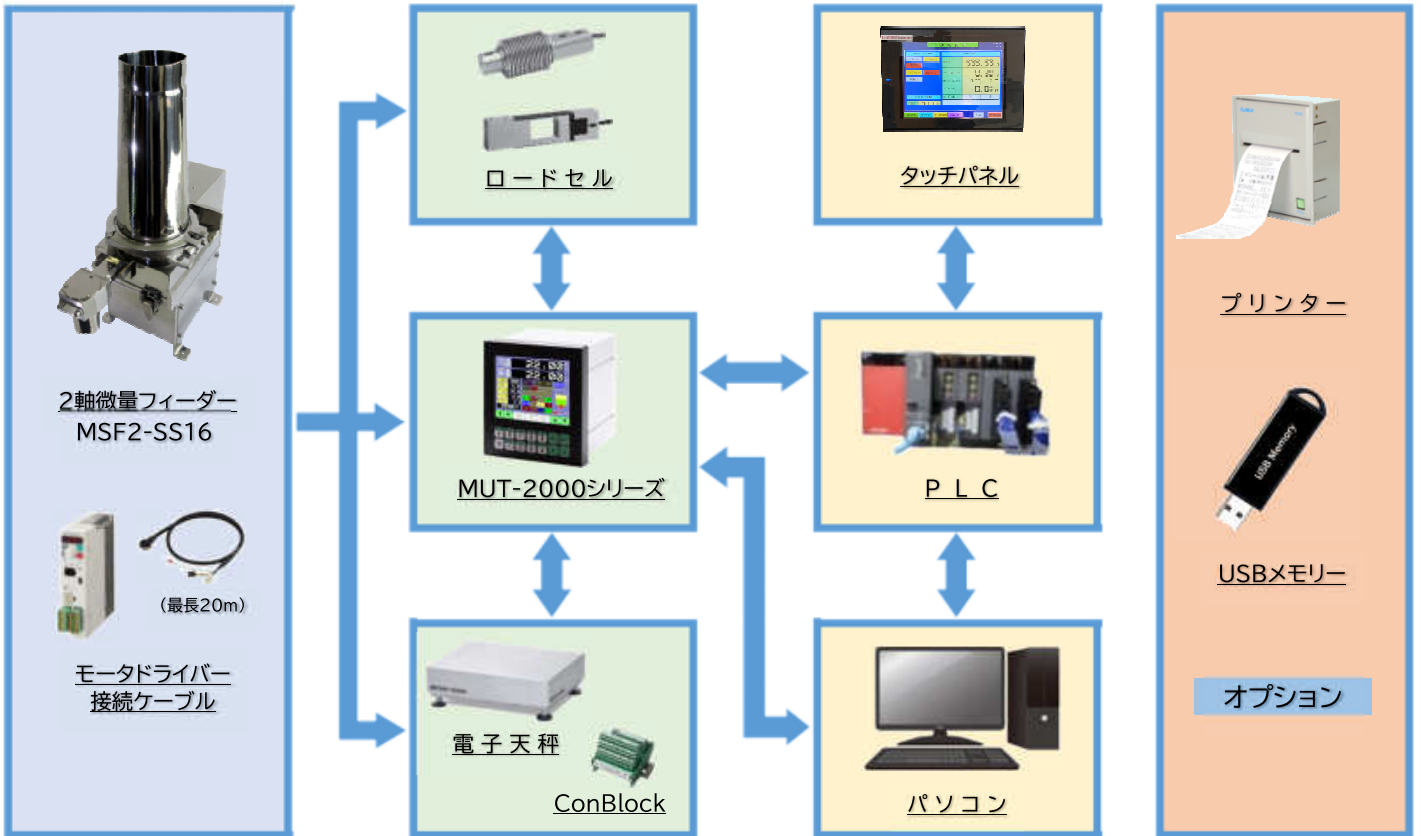 2軸微量フィーダー
MSF2-SS16
(最長20m)
モータドライバー
接続ケーブル
ロードセル
MUT-2000シリーズ
電子天秤
ConBlock
タッチパネル
PLC
パソコン
プリンター
USB Memory
USBメモリー
オプション